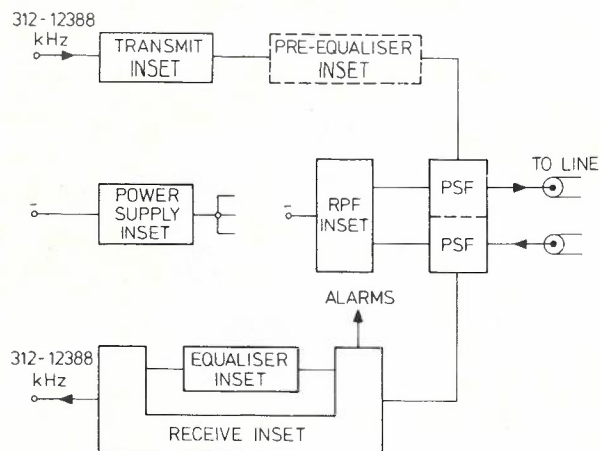 312-12388
kHz
TRANSMIT
INSET
PRE-EQUALISER
INSET
TO LINE
POWER
SUPPLY
INSET
RPF
INSET
PSF
PSF
ALARMS
312-12388
kHz
EQUALISER
INSET
RECEIVE INSET